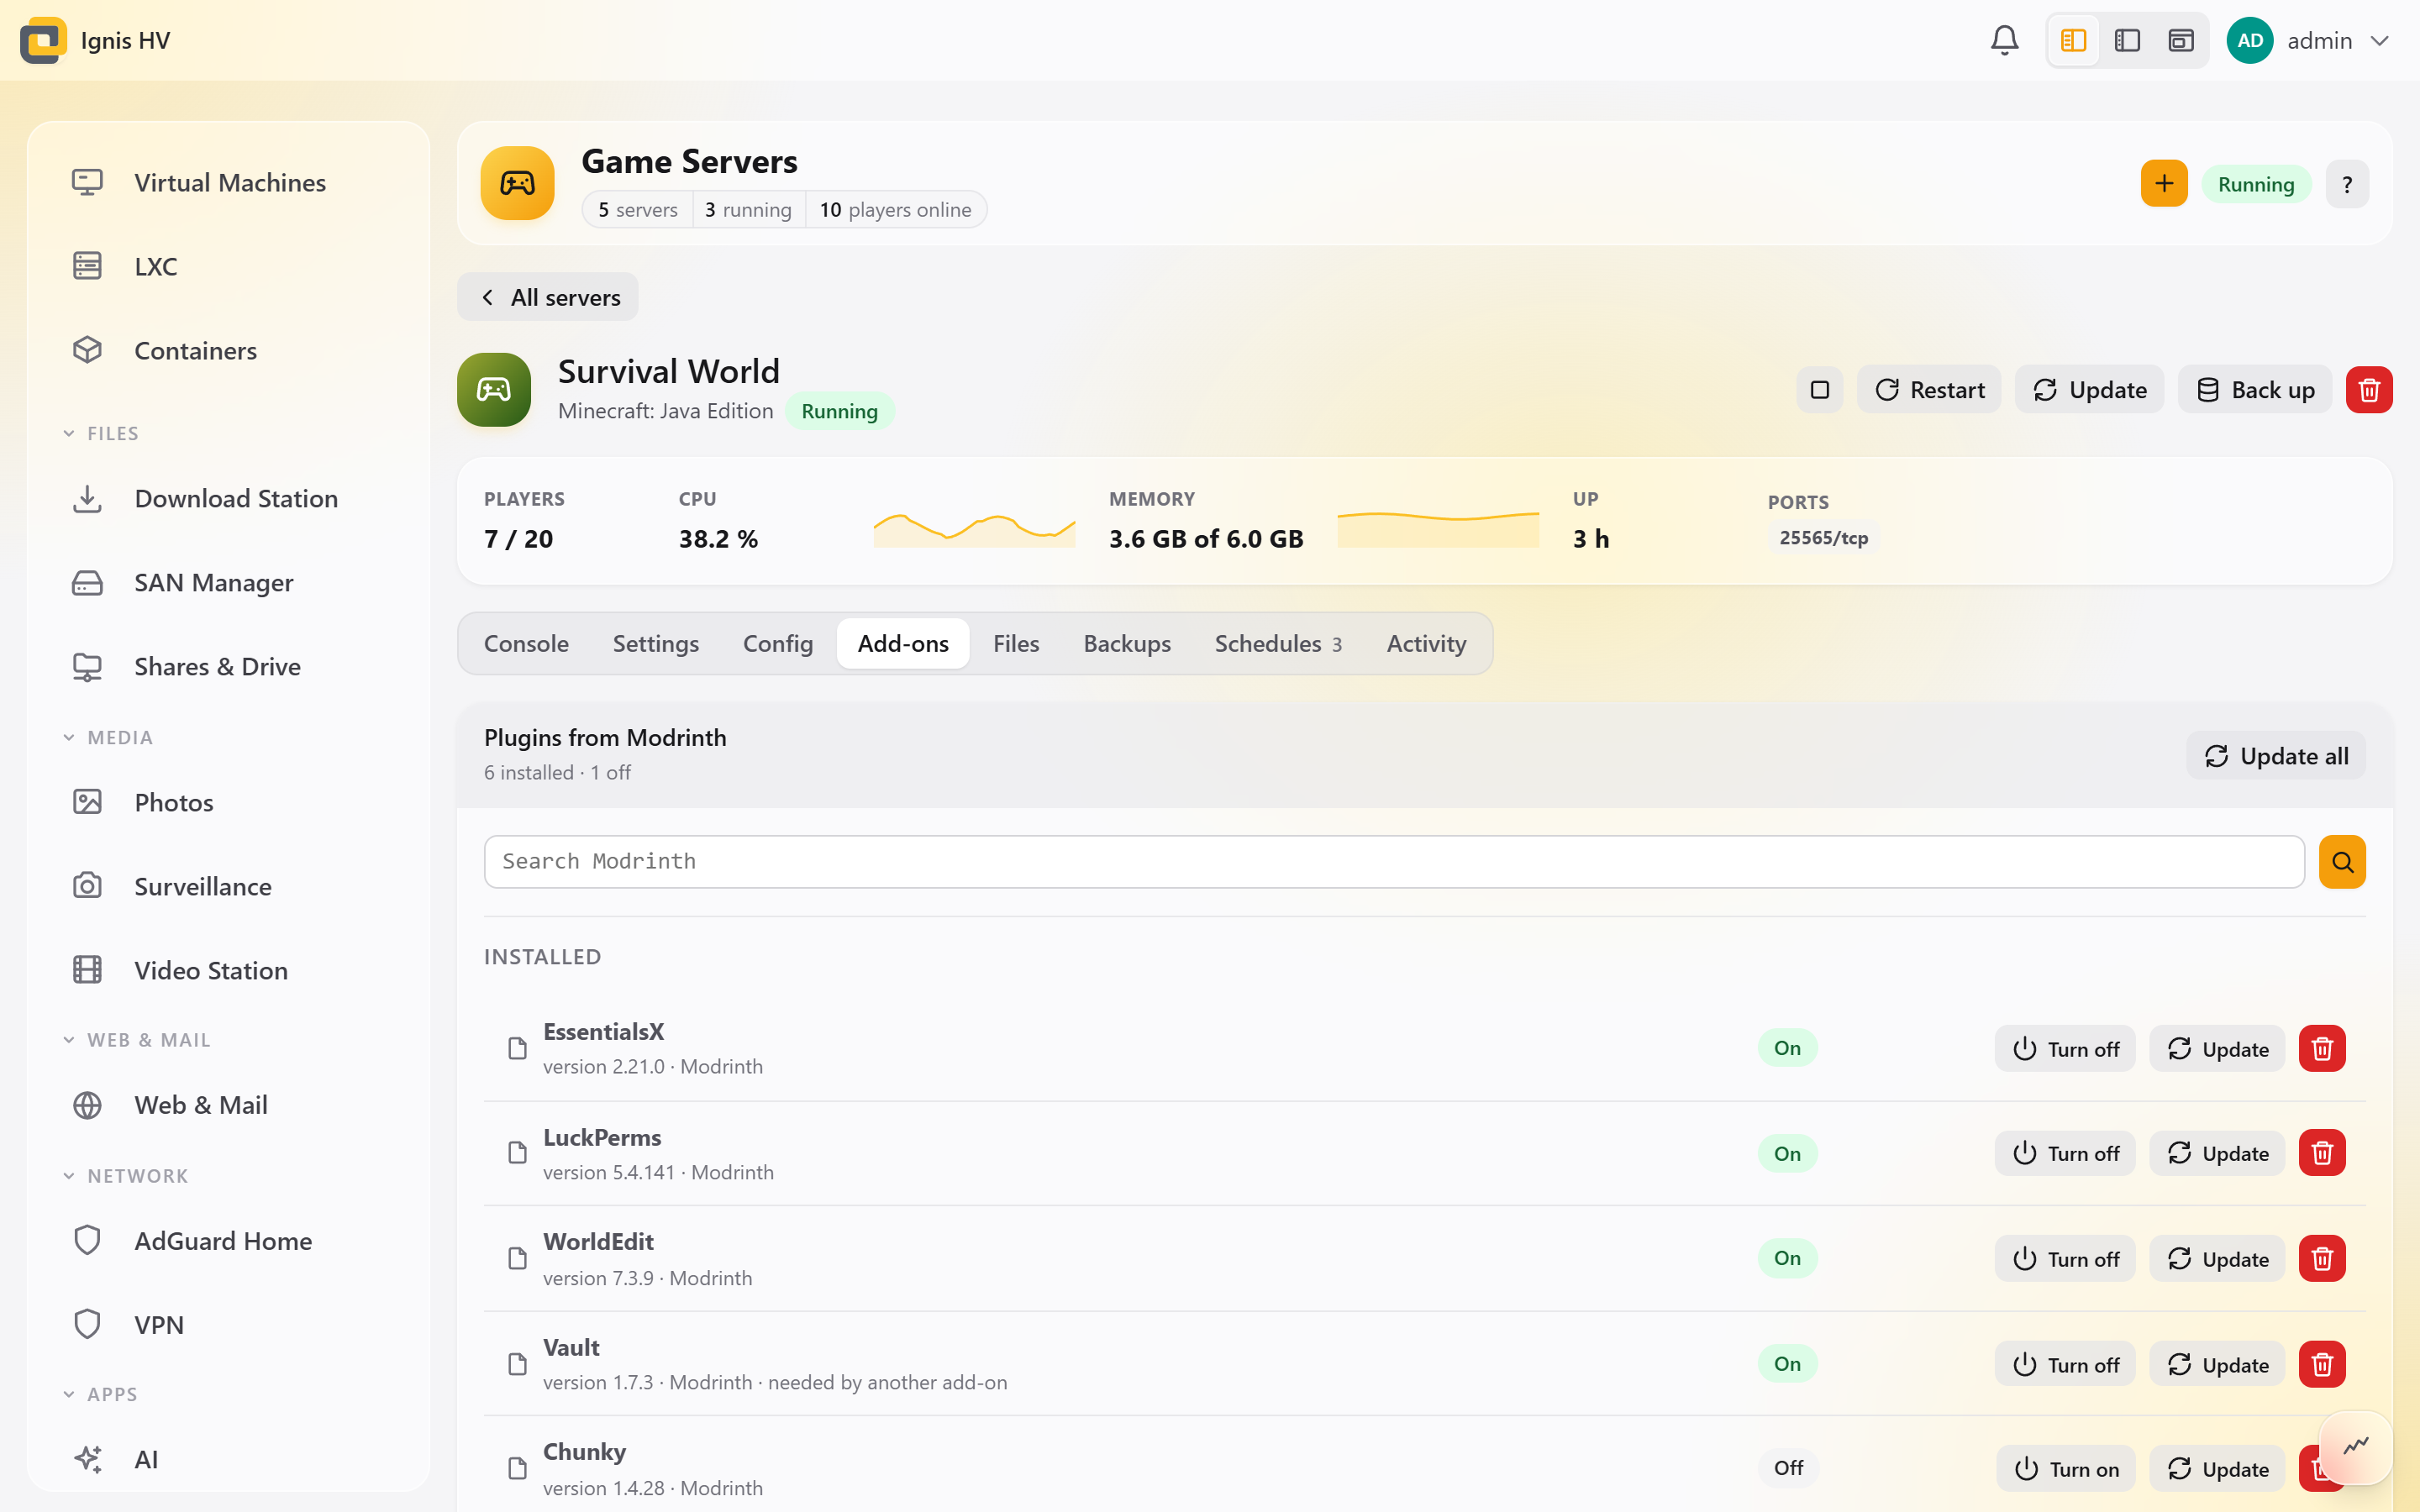 Ignis HV
AD admin
Virtual Machines
LXC
Containers
FILES
Download Station
SAN Manager
Shares & Drive
MEDIA
Photos
Surveillance
Video Station
WEB & MAIL
Web & Mail
NETWORK
AdGuard Home
VPN
APPS
AI
Game Servers
5 servers 3 running 10 players online
+ Running ?
All servers
Survival World
Minecraft: Java Edition Running
Restart Update Back up
PLAYERS CPU MEMORY UP PORTS
7 / 20 38.2 % 3.6 GB of 6.0 GB 3 h 25565/tcp
Console Settings Config Add-ons Files Backups Schedules 3 Activity
Plugins from Modrinth
6 installed · 1 off
Update all
Search Modrinth
INSTALLED
EssentialsX
version 2.21.0 · Modrinth
On Turn off Update
LuckPerms
version 5.4.141 · Modrinth
On Turn off Update
WorldEdit
version 7.3.9 · Modrinth
On Turn off Update
Vault
version 1.7.3 · Modrinth · needed by another add-on
On Turn off Update
Chunky
version 1.4.28 · Modrinth
Off Turn on Update